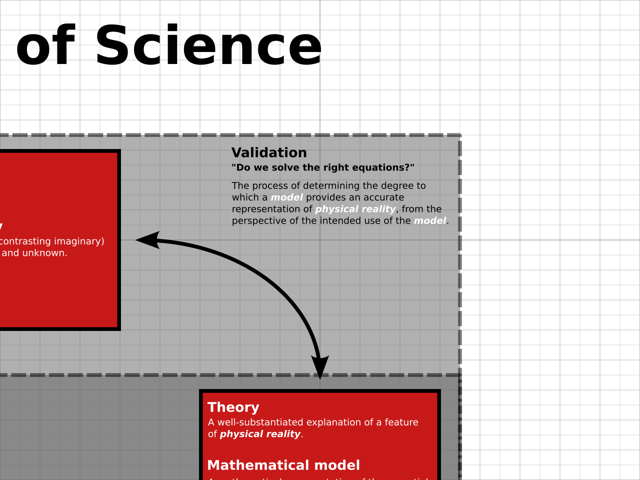 of Science
Validation
"Do we solve the right equations?"
The process of determining the degree to
which a model provides an accurate
representation of physical reality, from the
perspective of the intended use of the model.
contrasting imaginary)
and unknown.
Theory
A well-substantiated explanation of a feature
of physical reality.
Mathematical model